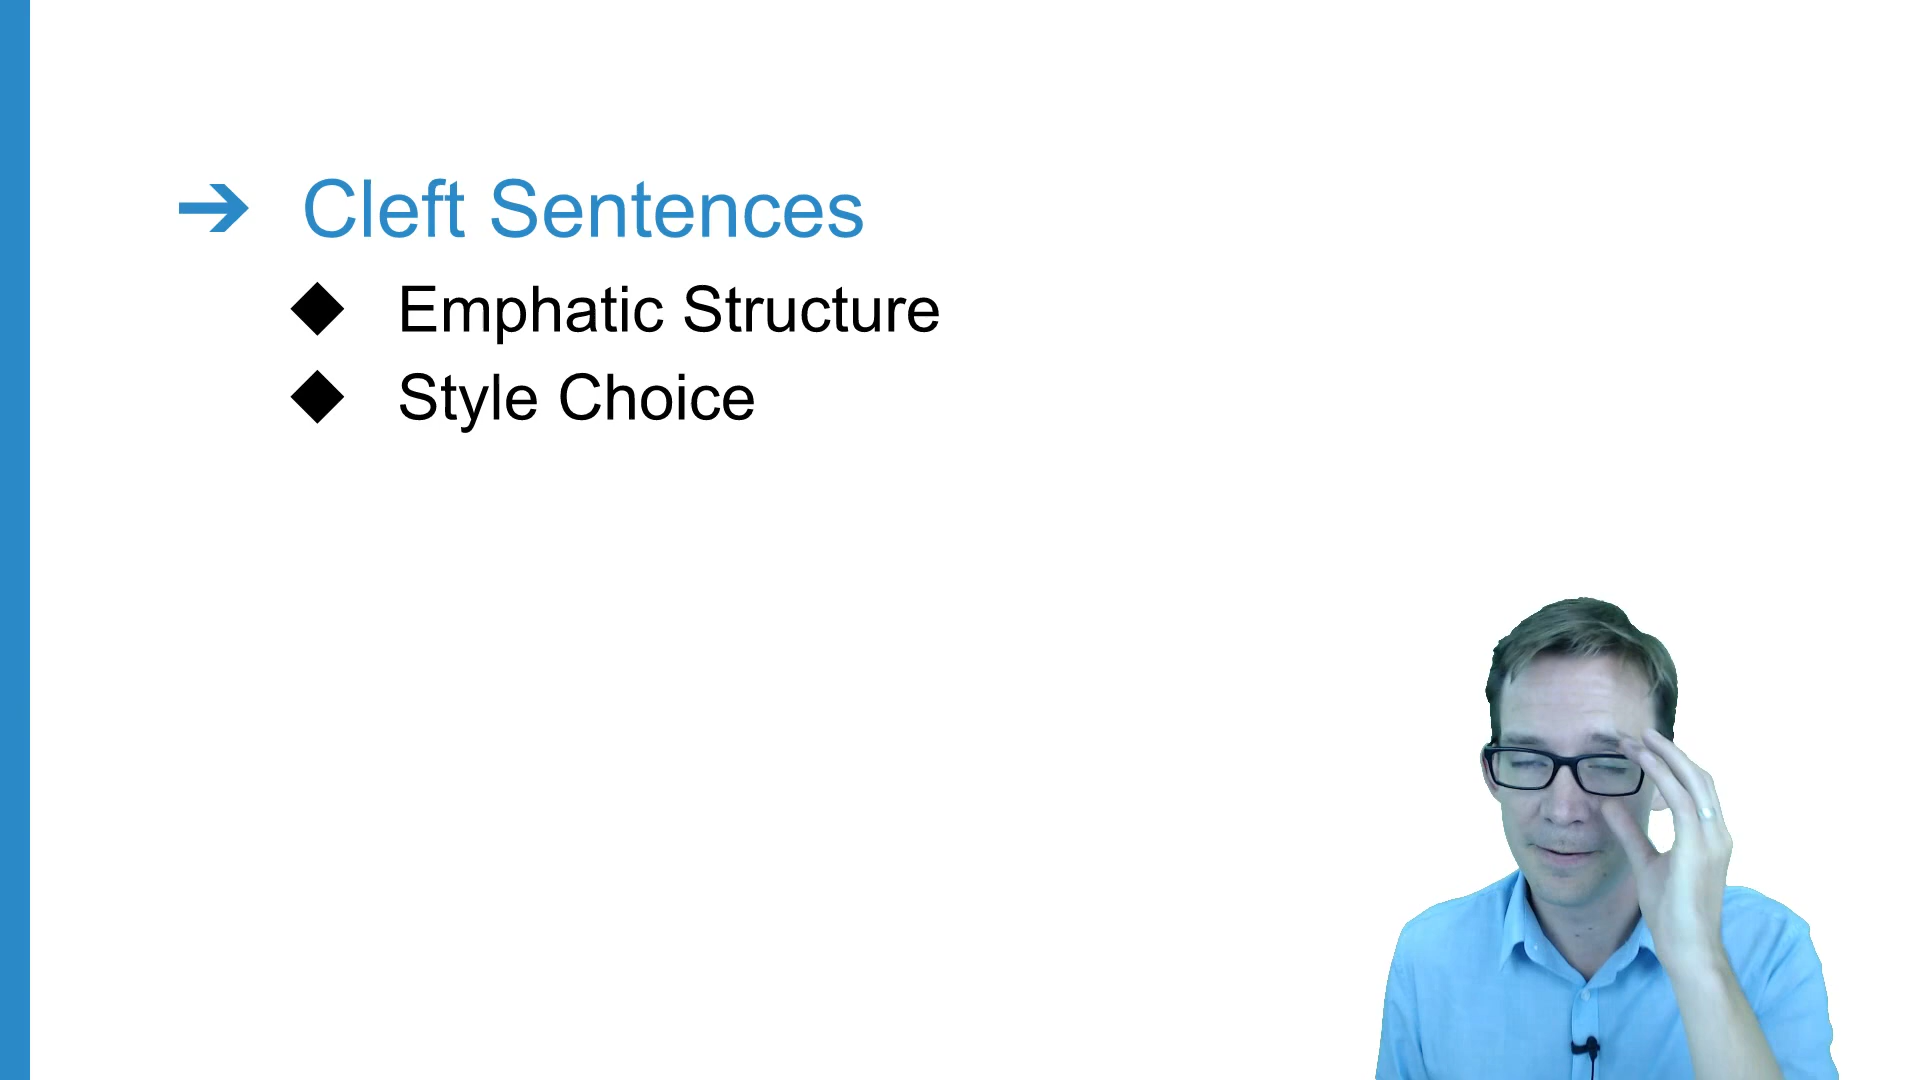 ➔ Cleft Sentences
◆ Emphatic Structure
◆ Style Choice